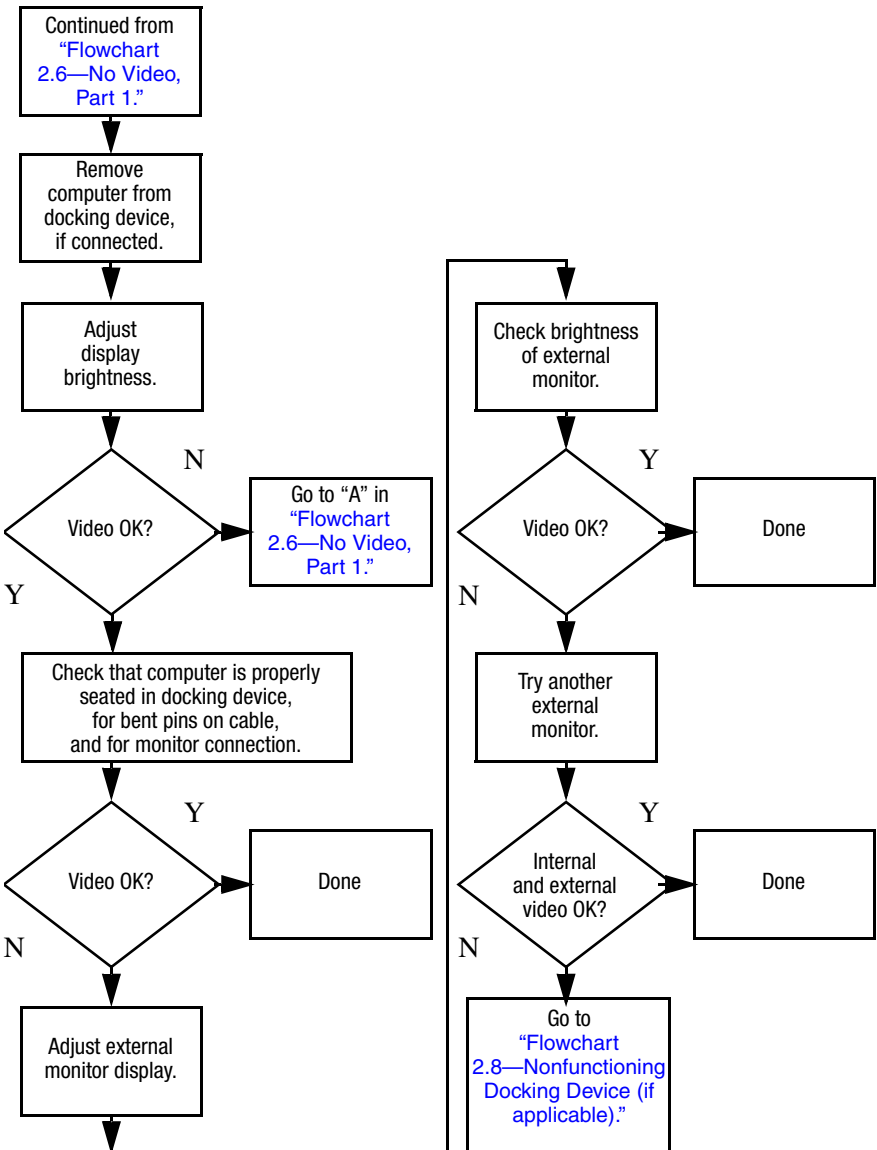 Continued from
“Flowchart
2.6—No Video,
Part 1.”
Remove
computer from
docking device,
if connected.
Adjust
display
brightness.
Video OK?
N
Go to “A” in
“Flowchart
2.6—No Video,
Part 1.”
Y
Check that computer is properly
seated in docking device,
for bent pins on cable,
and for monitor connection.
Video OK?
Y
Done
N
Adjust external
monitor display.
Check brightness
of external
monitor.
Video OK?
Y
Done
N
Try another
external
monitor.
Internal
and external
video OK?
Y
Done
N
Go to
“Flowchart
2.8—Nonfunctioning
Docking Device (if
applicable).”